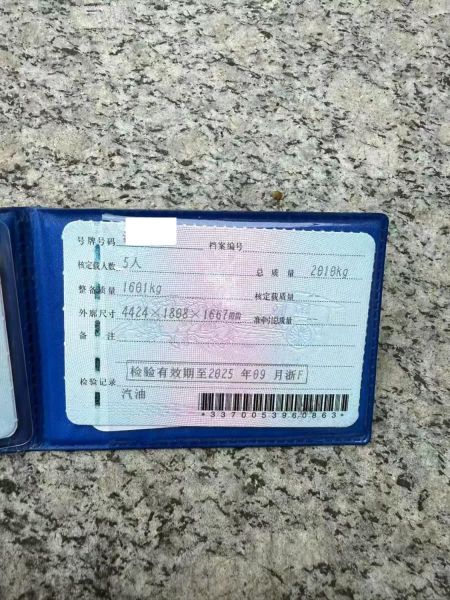 号牌号码
档案编号
核定载人数 5人 总质量 2010kg
整备质量 1601kg 核定载质量
外廓尺寸 4424×1808×1667mm 准牵引总质量
备注
检验有效期至2025 年09 月浙F
检验记录
汽油
*3370053960863*